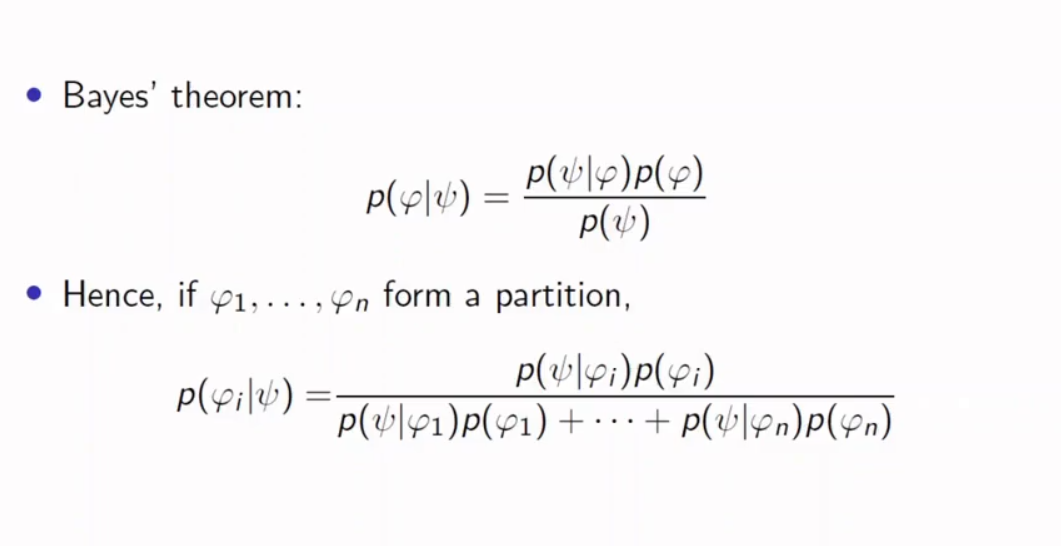 • Bayes' theorem:
p(φ|ψ) = p(ψ|φ)p(φ) / p(ψ)
• Hence, if φ₁, . . . , φₙ form a partition,
p(φᵢ|ψ) = p(ψ|φᵢ)p(φᵢ) / p(ψ|φ₁)p(φ₁) + · · · + p(ψ|φₙ)p(φₙ)